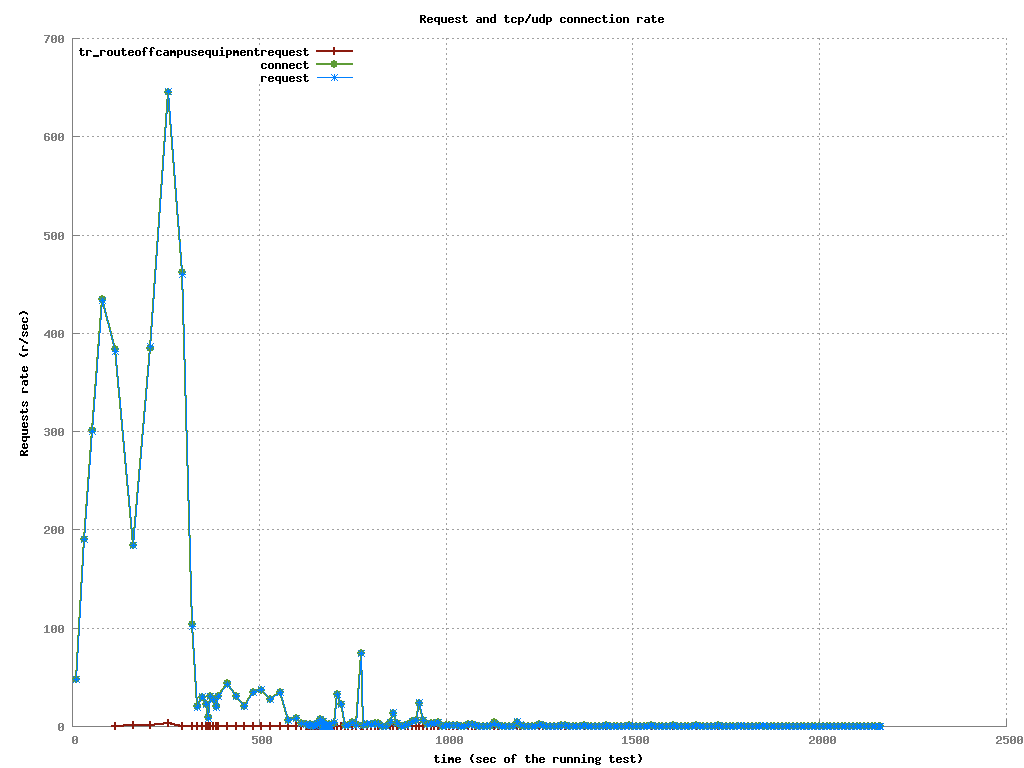 Request and tcp/udp connection rate
700
tr_routeoffcampusequipmentrequest
connect
request
600
500
400
300
200
100
0
Requests rate (r/sec)
0 500 1000 1500 2000 2500
time (sec of the running test)